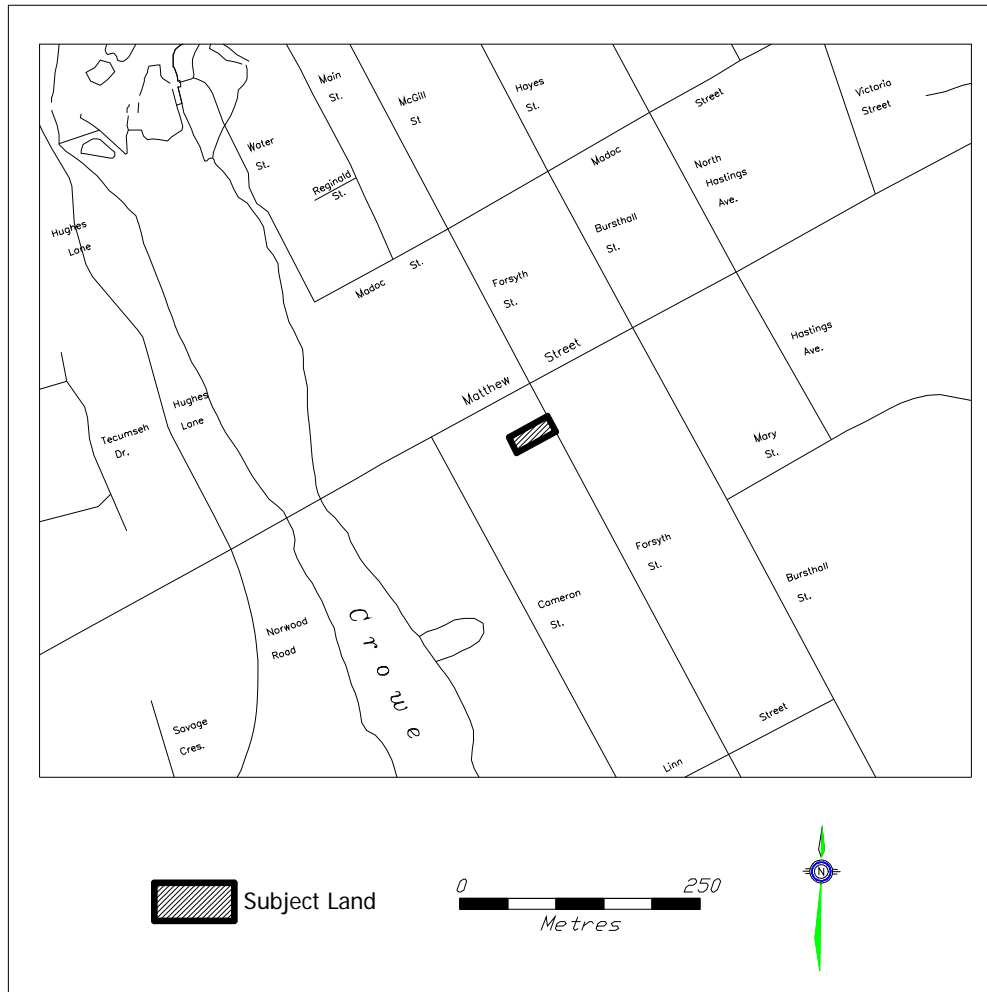 Main
St.
McGill
St
Hayes
St.
Street
Victoria
Street
Water
St.
Madoc
Reginald
St.
North
Hastings
Ave.
Hughes
Lane
Bursthall
St.
St.
Madoc
Forsyth
St.
Street
Hastings
Ave.
Matthew
Hughes
Lane
Tecumseh
Dr.
Mary
St.
Forsyth
St.
Bursthall
St.
Cameron
St.
Norwood
Road
Crowe
Savage
Cres.
Street
Linn
Subject Land
0 250
Metres
N